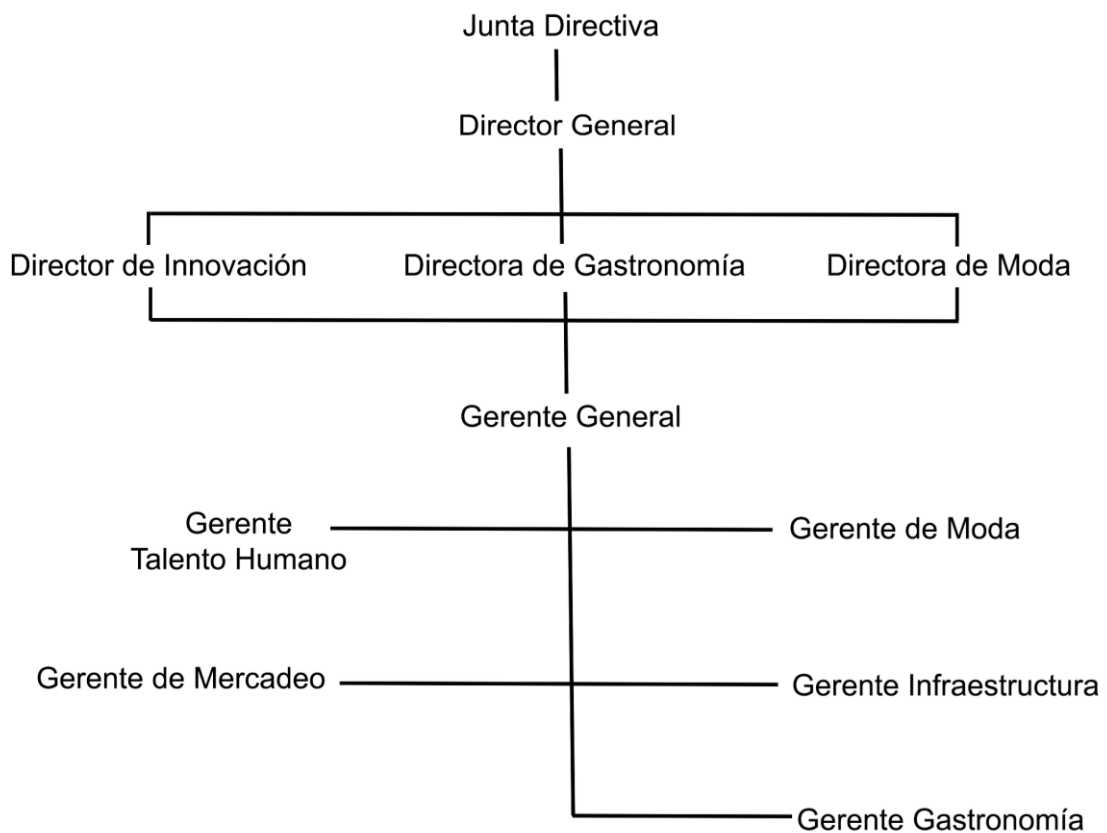 Junta Directiva
Director General
Director de Innovación
Directora de Gastronomía
Directora de Moda
Gerente General
Gerente
Talento Humano
Gerente de Moda
Gerente de Mercadeo
Gerente Infraestructura
Gerente Gastronomía